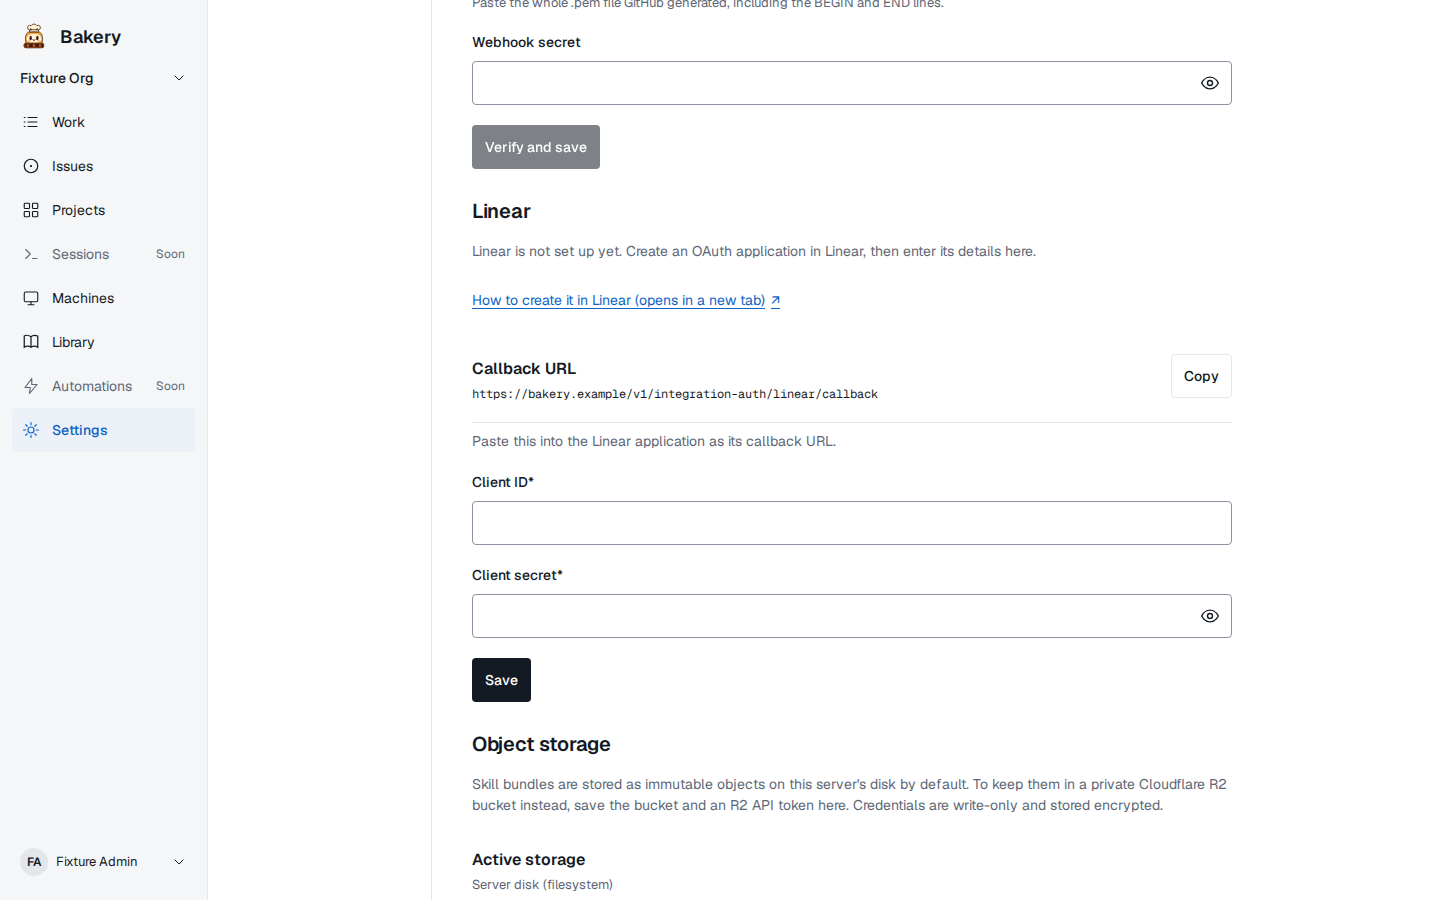 Bakery
Fixture Org
Work
Issues
Projects
Sessions Soon
Machines
Library
Automations Soon
Settings
FA Fixture Admin
Paste the whole .pem file GitHub generated, including the BEGIN and END lines.
Webhook secret
Verify and save
Linear
Linear is not set up yet. Create an OAuth application in Linear, then enter its details here.
How to create it in Linear (opens in a new tab)
Callback URL
https://bakery.example/v1/integration-auth/linear/callback
Copy
Paste this into the Linear application as its callback URL.
Client ID*
Client secret*
Save
Object storage
Skill bundles are stored as immutable objects on this server's disk by default. To keep them in a private Cloudflare R2
bucket instead, save the bucket and an R2 API token here. Credentials are write-only and stored encrypted.
Active storage
Server disk (filesystem)